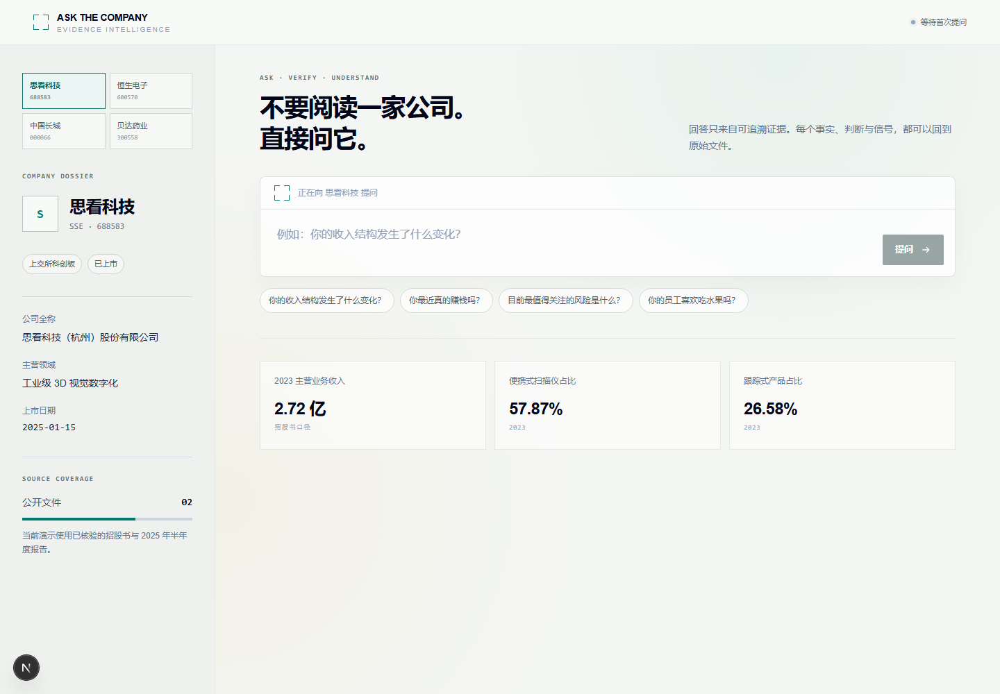 ASK THE COMPANY
EVIDENCE INTELLIGENCE
等待首次提问
思看科技
688583
恒生电子
600570
中国长城
000066
贝达药业
300558
COMPANY DOSSIER
S
思看科技
SSE · 688583
上交所科创板
已上市
公司全称
思看科技（杭州）股份有限公司
主营领域
工业级 3D 视觉数字化
上市日期
2025-01-15
SOURCE COVERAGE
公开文件
02
当前演示使用已核验的招股书与 2025 年半年
度报告。
N
ASK · VERIFY · UNDERSTAND
不要阅读一家公司。
直接问它。
回答只来自可追溯证据。每个事实、判断与信号，都可以回到
原始文件。
正在向 思看科技 提问
例如：你的收入结构发生了什么变化？
提问 →
你的收入结构发生了什么变化？
你最近真的赚钱吗？
目前最值得关注的风险是什么？
你的员工喜欢吃水果吗？
2023 主营业务收入
2.72 亿
招股书口径
便携式扫描仪占比
57.87%
2023
跟踪式产品占比
26.58%
2023